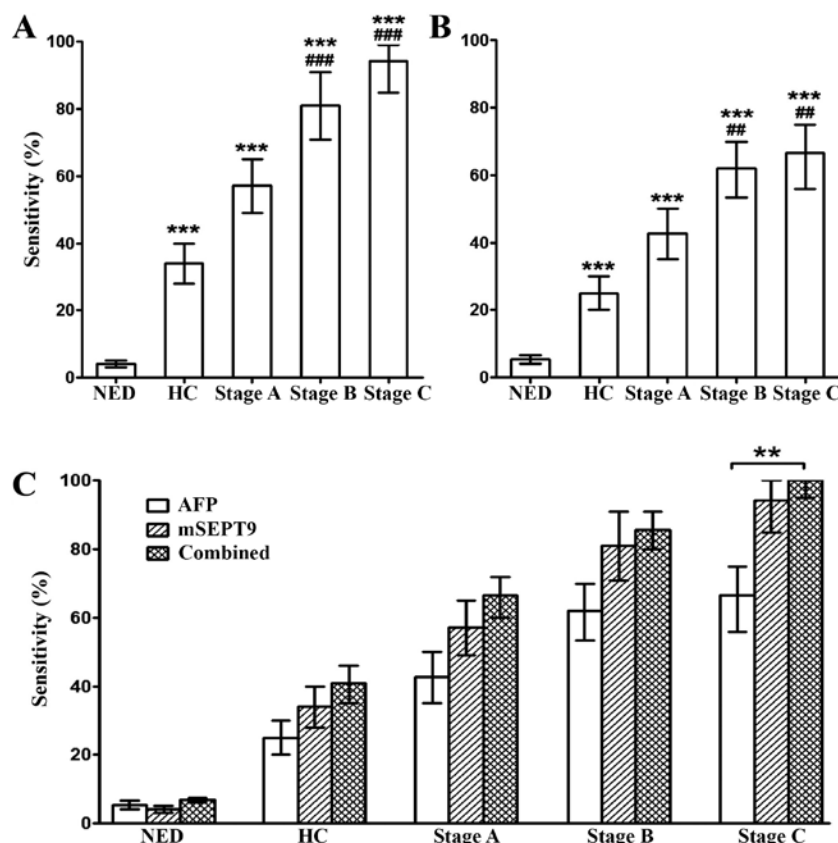 A
B
Sensitivity (%)
100
80
60
40
20
0
***
***
***
###
***
###
NED HC Stage A Stage B Stage C
100
80
60
40
20
0
***
***
***
##
***
##
NED HC Stage A Stage B Stage C
C
Sensitivity (%)
100
80
60
40
20
0
AFP
mSEPT9
Combined
**
NED HC Stage A Stage B Stage C